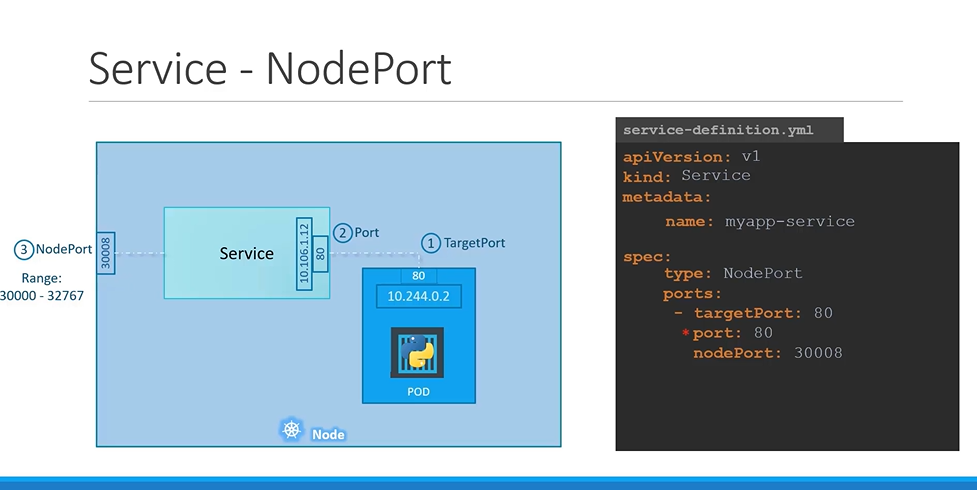 Service - NodePort
service-definition.yml
apiVersion: v1
kind: Service
metadata:
name: myapp-service
spec:
type: NodePort
ports:
- targetPort: 80
* port: 80
nodePort: 30008
3 NodePort
Range:
30000 - 32767
30008
Service
10.106.1.12
80
2 Port
1 TargetPort
80
10.244.0.2
POD
Node